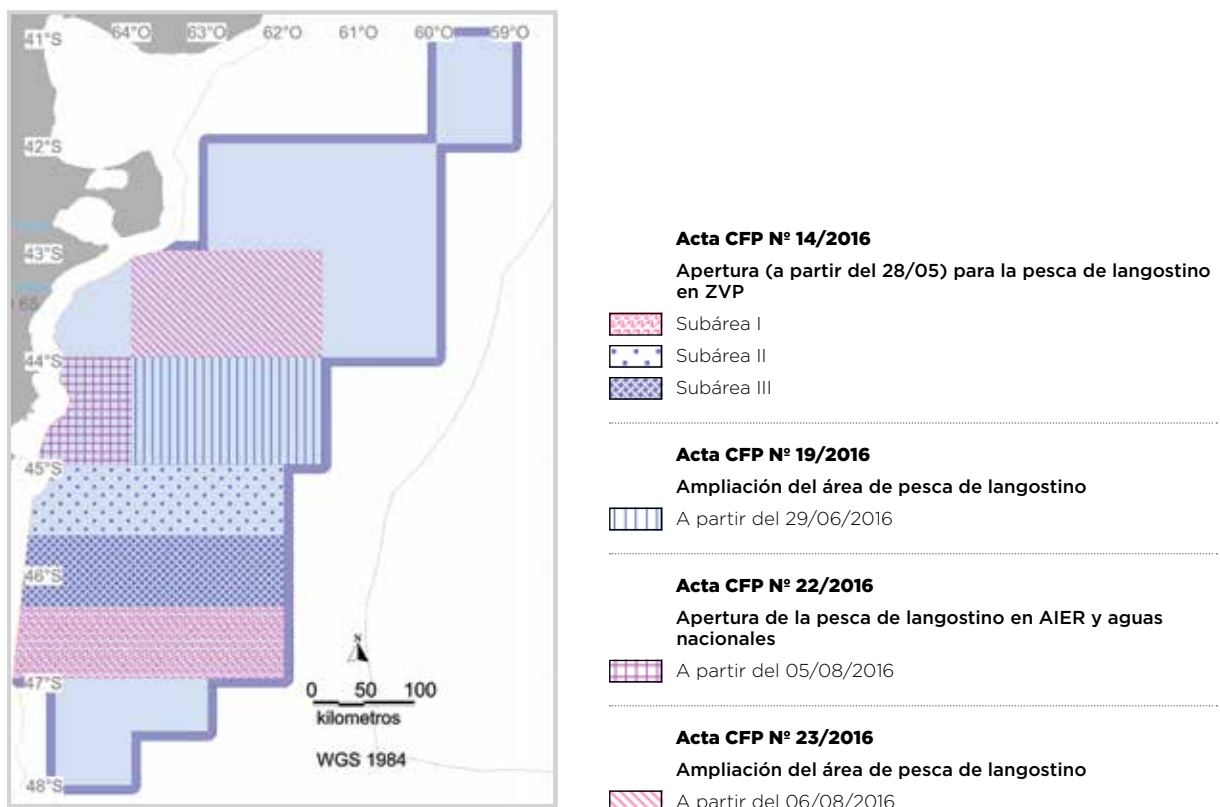 41°S
64°O 63°O 62°O 61°O 60°O 59°O
42°S
43°S
44°S
45°S
46°S
47°S
48°S
N
0 50 100
kilometros
WGS 1984
Acta CFP Nº 14/2016
Apertura (a partir del 28/05) para la pesca de langostino
en ZVP
Subárea I
Subárea II
Subárea III
Acta CFP Nº 19/2016
Ampliación del área de pesca de langostino
A partir del 29/06/2016
Acta CFP Nº 22/2016
Apertura de la pesca de langostino en AIER y aguas
nacionales
A partir del 05/08/2016
Acta CFP Nº 23/2016
Ampliación del área de pesca de langostino
A partir del 06/08/2016